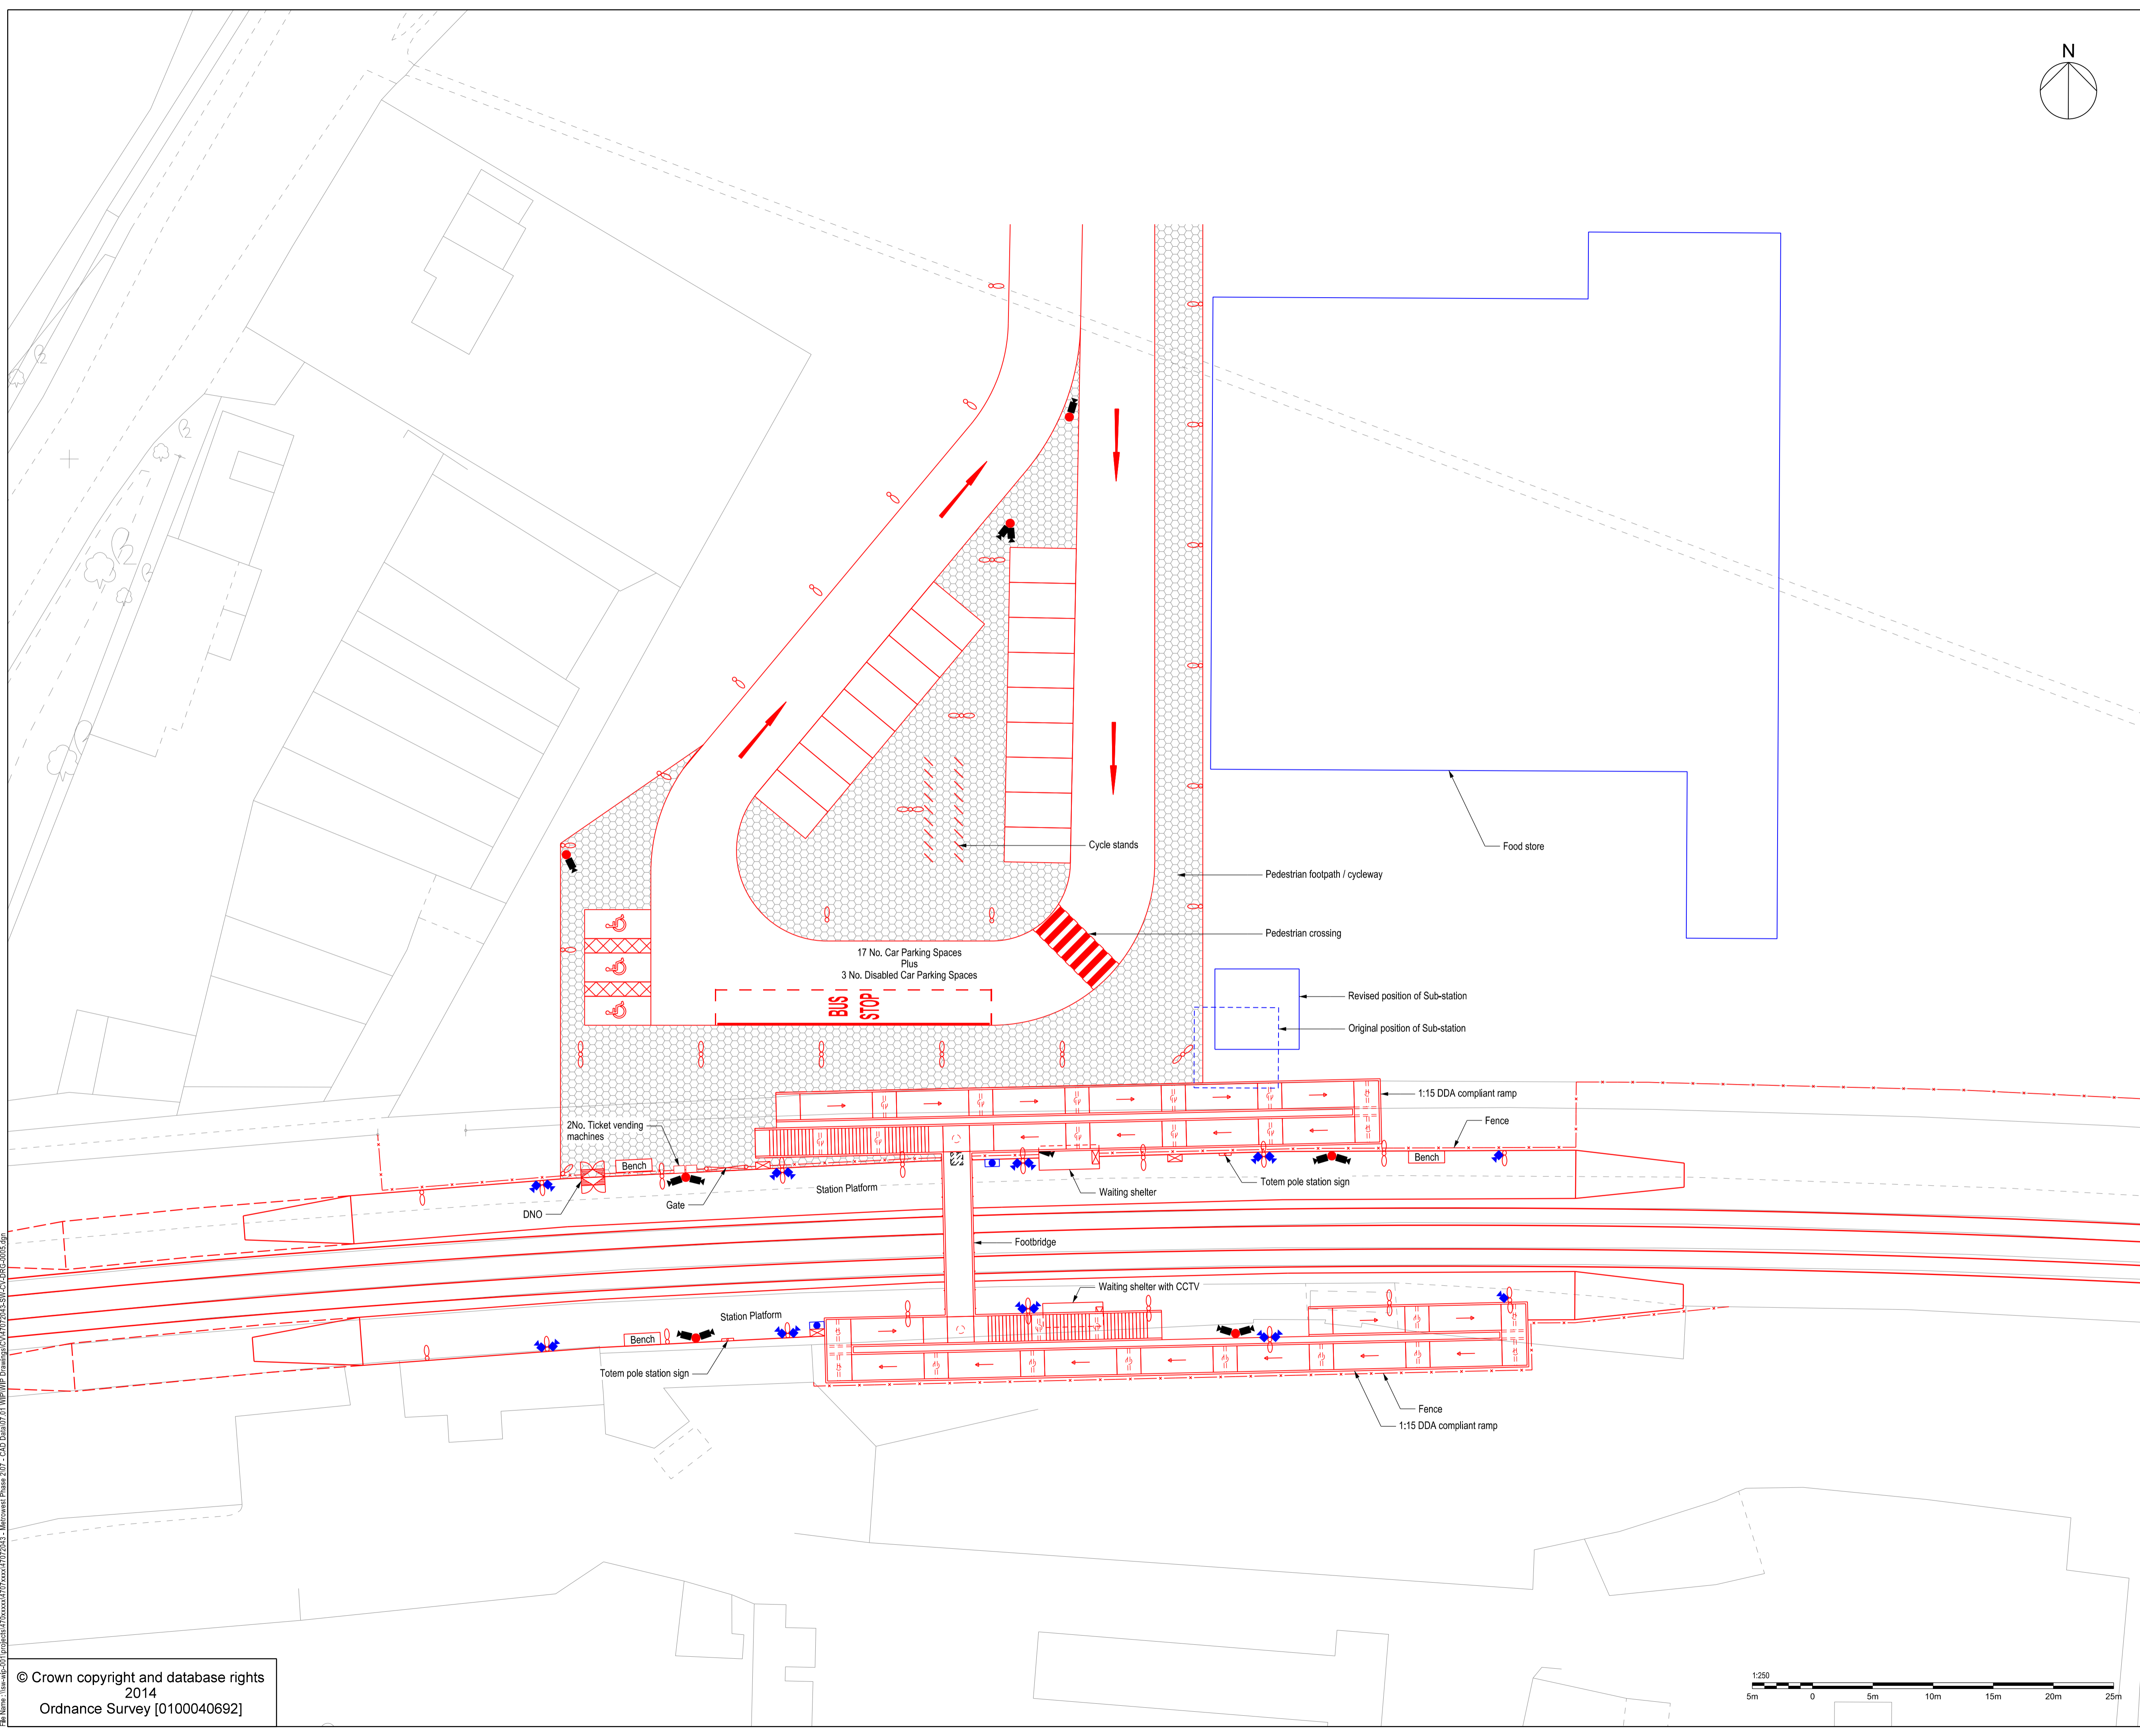 N
Cycle stands
Food store
Pedestrian footpath / cycleway
Pedestrian crossing
17 No. Car Parking Spaces
Plus
3 No. Disabled Car Parking Spaces
BUS
STOP
Revised position of Sub-station
Original position of Sub-station
1:15 DDA compliant ramp
Fence
2No. Ticket vending
machines
Bench
Bench
Station Platform
Waiting shelter
Totem pole station sign
Gate
DNO
Footbridge
Waiting shelter with CCTV
Station Platform
Bench
Totem pole station sign
Fence
1:15 DDA compliant ramp
© Crown copyright and database rights
2014
Ordnance Survey [0100040692]
1:250
5m 0 5m 10m 15m 20m 25m